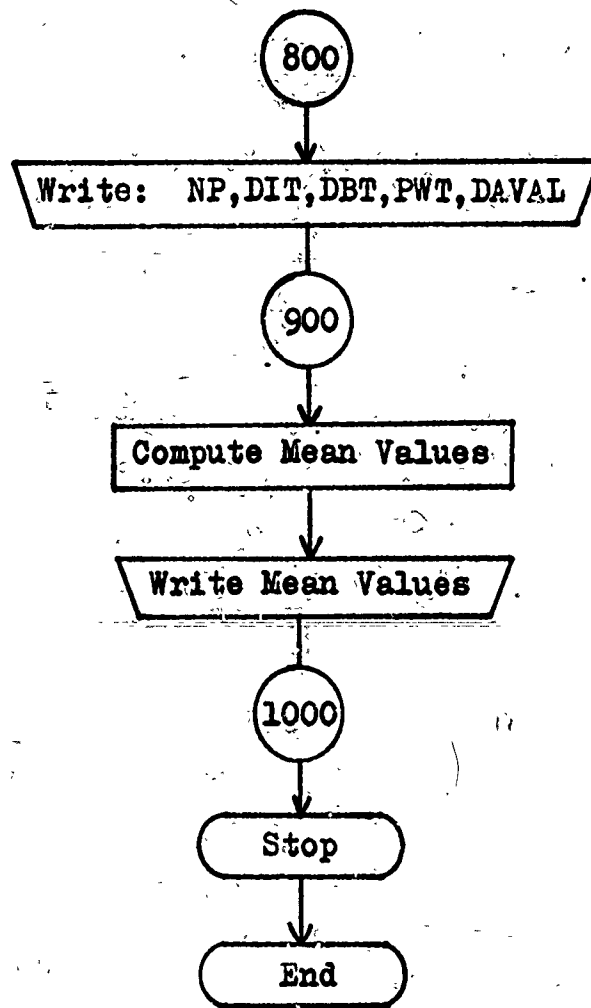 800
Write: NP,DIT,DBT,PWT,DAVAL
900
Compute Mean Values
Write Mean Values
1000
Stop
End